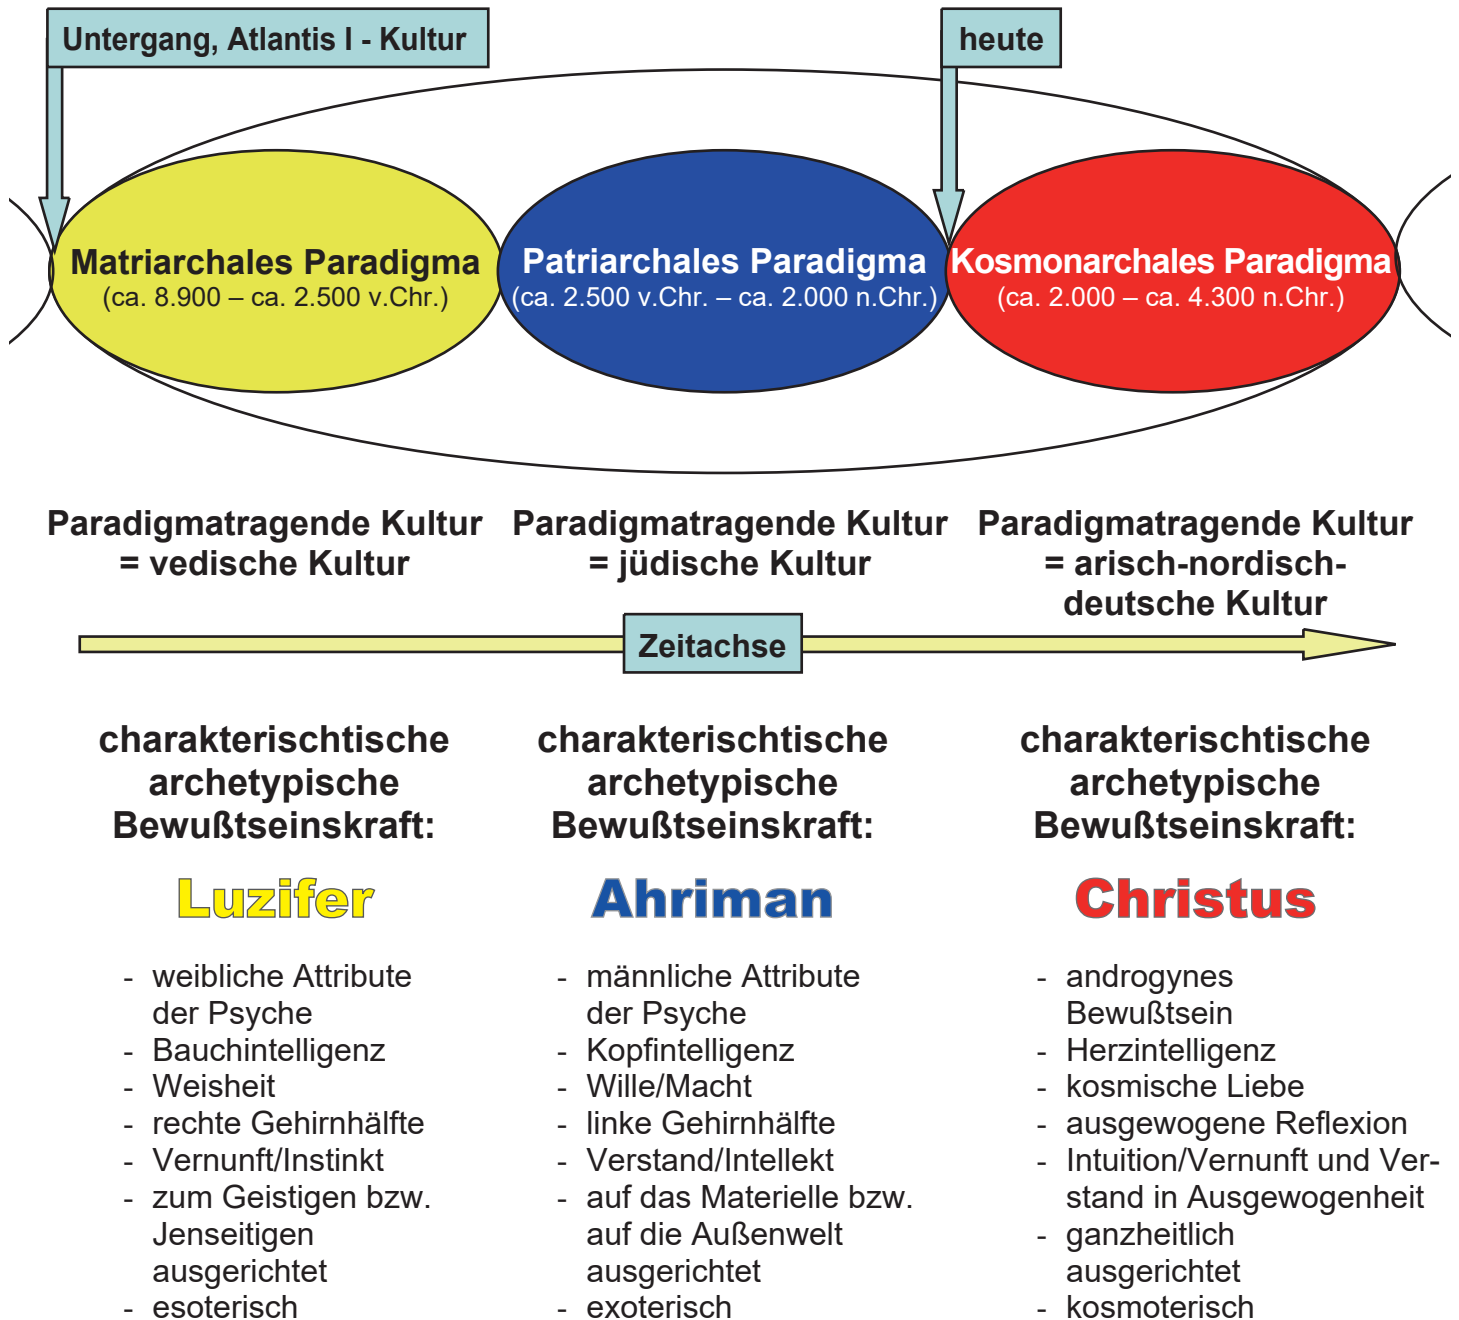 Untergang, Atlantis I - Kultur
heute
Matriarchales Paradigma
(ca. 8.900 – ca. 2.500 v.Chr.)
Patriarchales Paradigma
(ca. 2.500 v.Chr. – ca. 2.000 n.Chr.)
Kosmonarchales Paradigma
(ca. 2.000 – ca. 4.300 n.Chr.)
Paradigmatragende Kultur
= vedische Kultur
Paradigmatragende Kultur
= jüdische Kultur
Paradigmatragende Kultur
= arisch-nordisch-
deutsche Kultur
Zeitachse
charakterischtische
archetypische
Bewußtseinskraft:
Luzifer
- weibliche Attribute
der Psyche
- Bauchintelligenz
- Weisheit
- rechte Gehirnhälfte
- Vernunft/Instinkt
- zum Geistigen bzw.
Jenseitigen
ausgerichtet
- esoterisch
charakterischtische
archetypische
Bewußtseinskraft:
Ahriman
- männliche Attribute
der Psyche
- Kopfintelligenz
- Wille/Macht
- linke Gehirnhälfte
- Verstand/Intellekt
- auf das Materielle bzw.
auf die Außenwelt
ausgerichtet
- exoterisch
charakterischtische
archetypische
Bewußtseinskraft:
Christus
- androgynes
Bewußtsein
- Herzintelligenz
- kosmische Liebe
- ausgewogene Reflexion
- Intuition/Vernunft und Ver-
stand in Ausgewogenheit
- ganzheitlich
ausgerichtet
- kosmoterisch